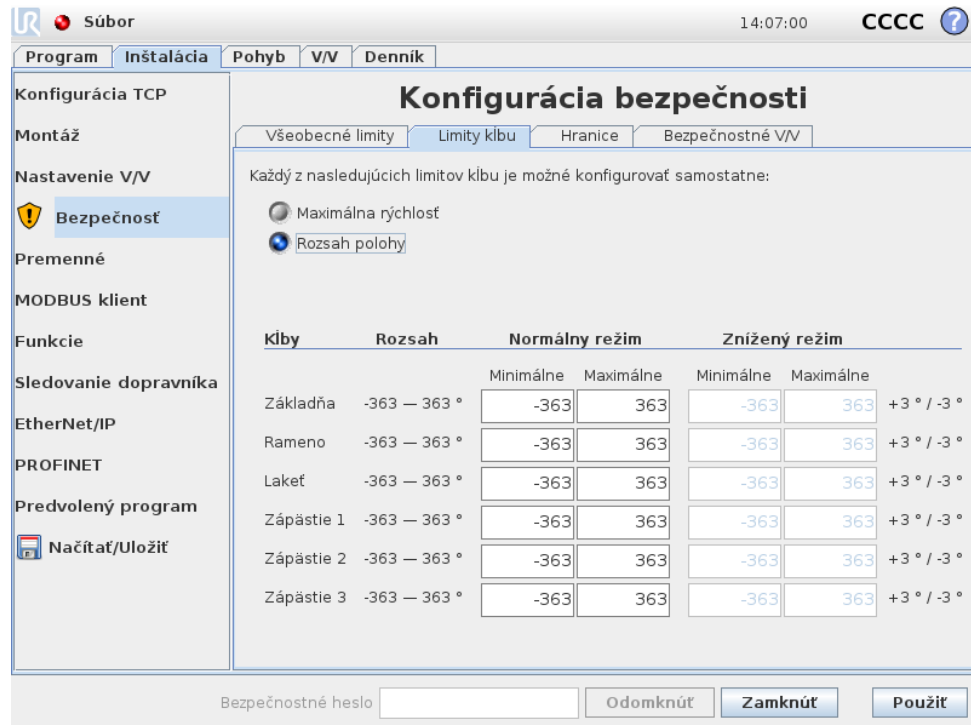 UR Súbor 14:07:00 CCCC ?
Program Inštalácia Pohyb V/V Denník
Konfigurácia TCP
Montáž
Nastavenie V/V
Bezpečnosť
Premenné
MODBUS klient
Funkcie
Sledovanie dopravníka
EtherNet/IP
PROFINET
Predvolený program
Načítať/Uložiť
Konfigurácia bezpečnosti
Všeobecné limity Limity kĺbu Hranice Bezpečnostné V/V
Každý z nasledujúcich limitov kĺbu je možné konfigurovať samostatne:
Maximálna rýchlosť
Rozsah polohy
Kĺby Rozsah Normálny režim Znížený režim
Minimálne Maximálne Minimálne Maximálne
Základňa -363 — 363 ° -363 363 -363 363 +3 ° / -3 °
Rameno -363 — 363 ° -363 363 -363 363 +3 ° / -3 °
Lakeť -363 — 363 ° -363 363 -363 363 +3 ° / -3 °
Zápästie 1 -363 — 363 ° -363 363 -363 363 +3 ° / -3 °
Zápästie 2 -363 — 363 ° -363 363 -363 363 +3 ° / -3 °
Zápästie 3 -363 — 363 ° -363 363 -363 363 +3 ° / -3 °
Bezpečnostné heslo Odomknúť Zamknúť Použiť